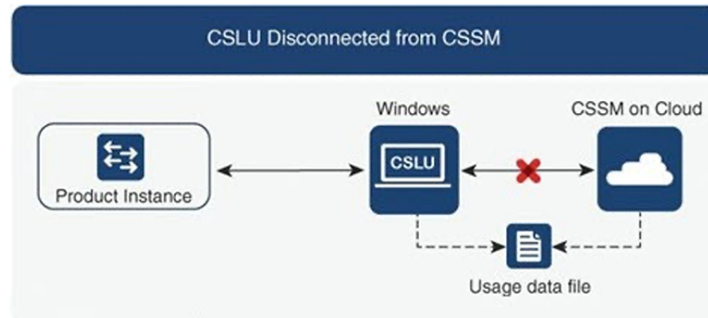 CSLU Disconnected from CSSM
Windows
CSSM on Cloud
CSLU
Product Instance
Usage data file